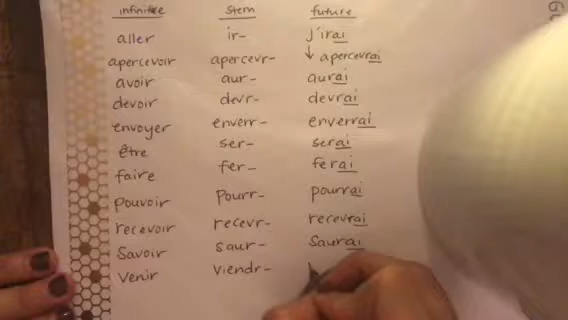 infinitive stem future
aller ir- j'irai
apercevoir apercevr- ↓ apercevrai
avoir aur- aurai
devoir devr- devrai
envoyer enverr- enverrai
être ser- serai
faire fer- ferai
pouvoir pourr- pourrai
recevoir recevr- recevrai
Savoir saur- Saurai
venir viendr-